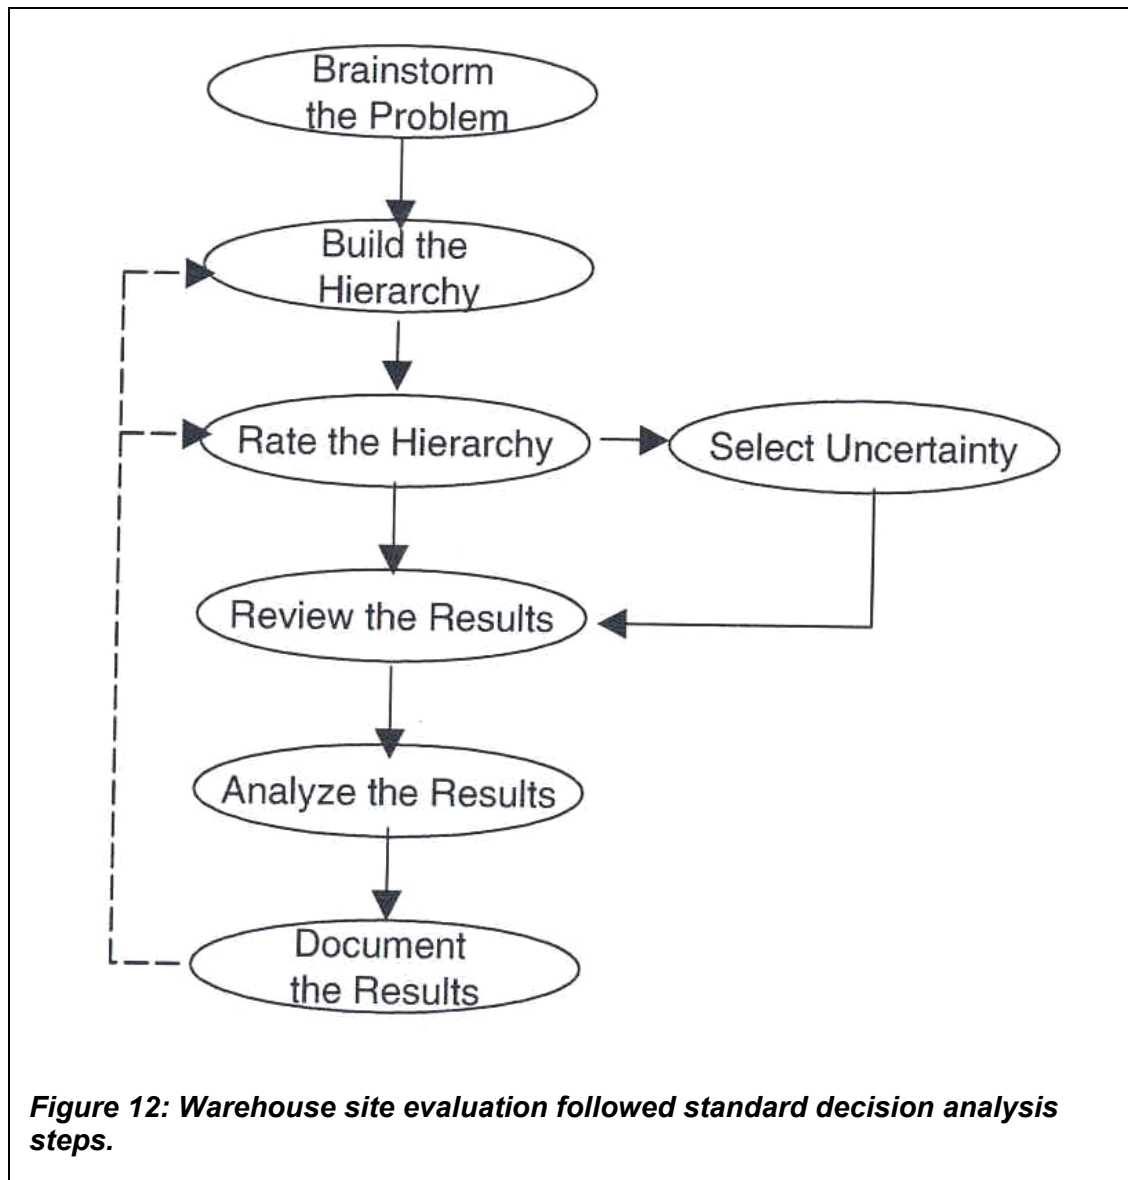 Brainstorm
the Problem
Build the
Hierarchy
Rate the Hierarchy
Select Uncertainty
Review the Results
Analyze the Results
Document
the Results
Figure 12: Warehouse site evaluation followed standard decision analysis
steps.